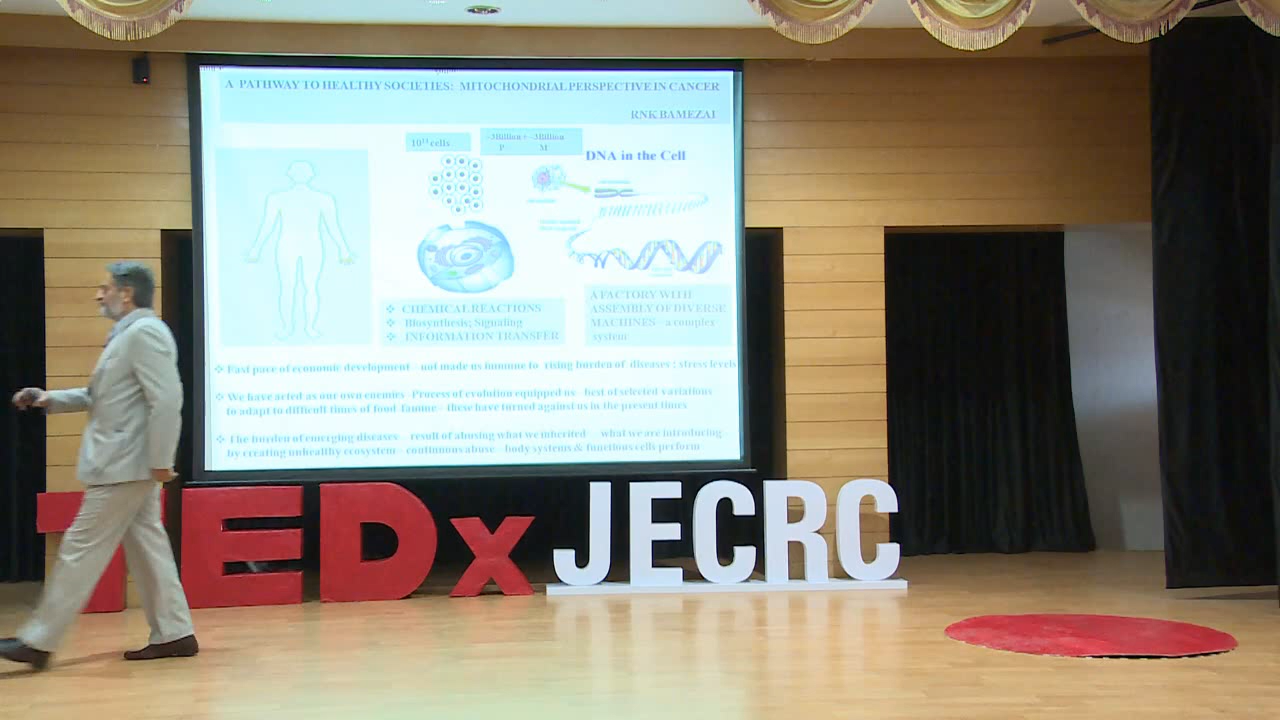 A PATHWAY TO HEALTHY SOCIETIES: MITOCHONDRIAL PERSPECTIVE IN CANCER
RNK BAMEZAI
cells
~3Billion + ~3Billion
P M
DNA in the Cell
❖ CHEMICAL REACTIONS
❖ Biosynthesis; Signaling
❖ INFORMATION TRANSFER
A FACTORY WITH
ASSEMBLY OF DIVERSE
MACHINES – a complex
system
❖ Fast pace of economic development – not made us immune to rising burden of diseases ; stress levels
❖ We have acted as our own enemies –Process of evolution equipped us – best of selected variations
to adapt to difficult times of food-famine – these have turned against us in the present times
❖ The burden of emerging diseases – result of abusing what we inherited – what we are introducing –
by creating unhealthy ecosystem – continuous abuse – body systems & functions cells perform
TEDx JECRC